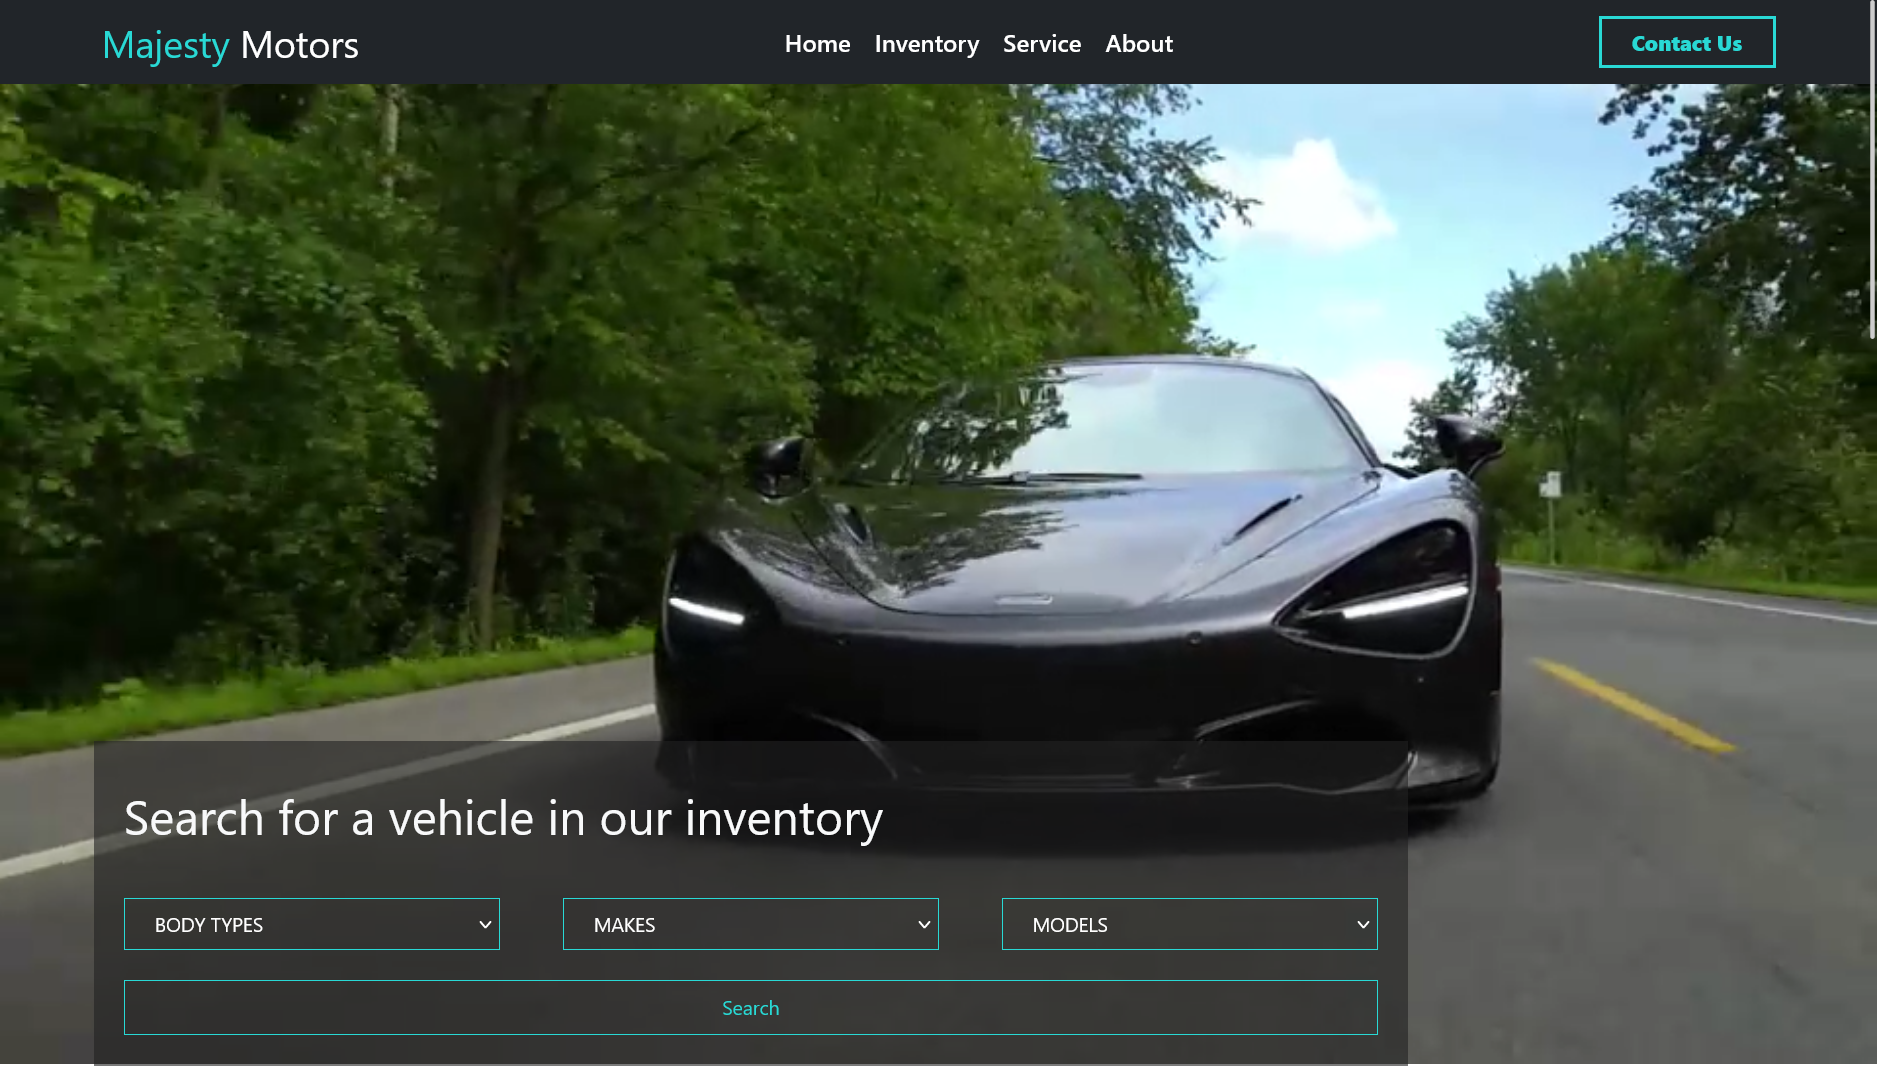 Majesty Motors
Home Inventory Service About
Contact Us
Search for a vehicle in our inventory
BODY TYPES MAKES MODELS
Search